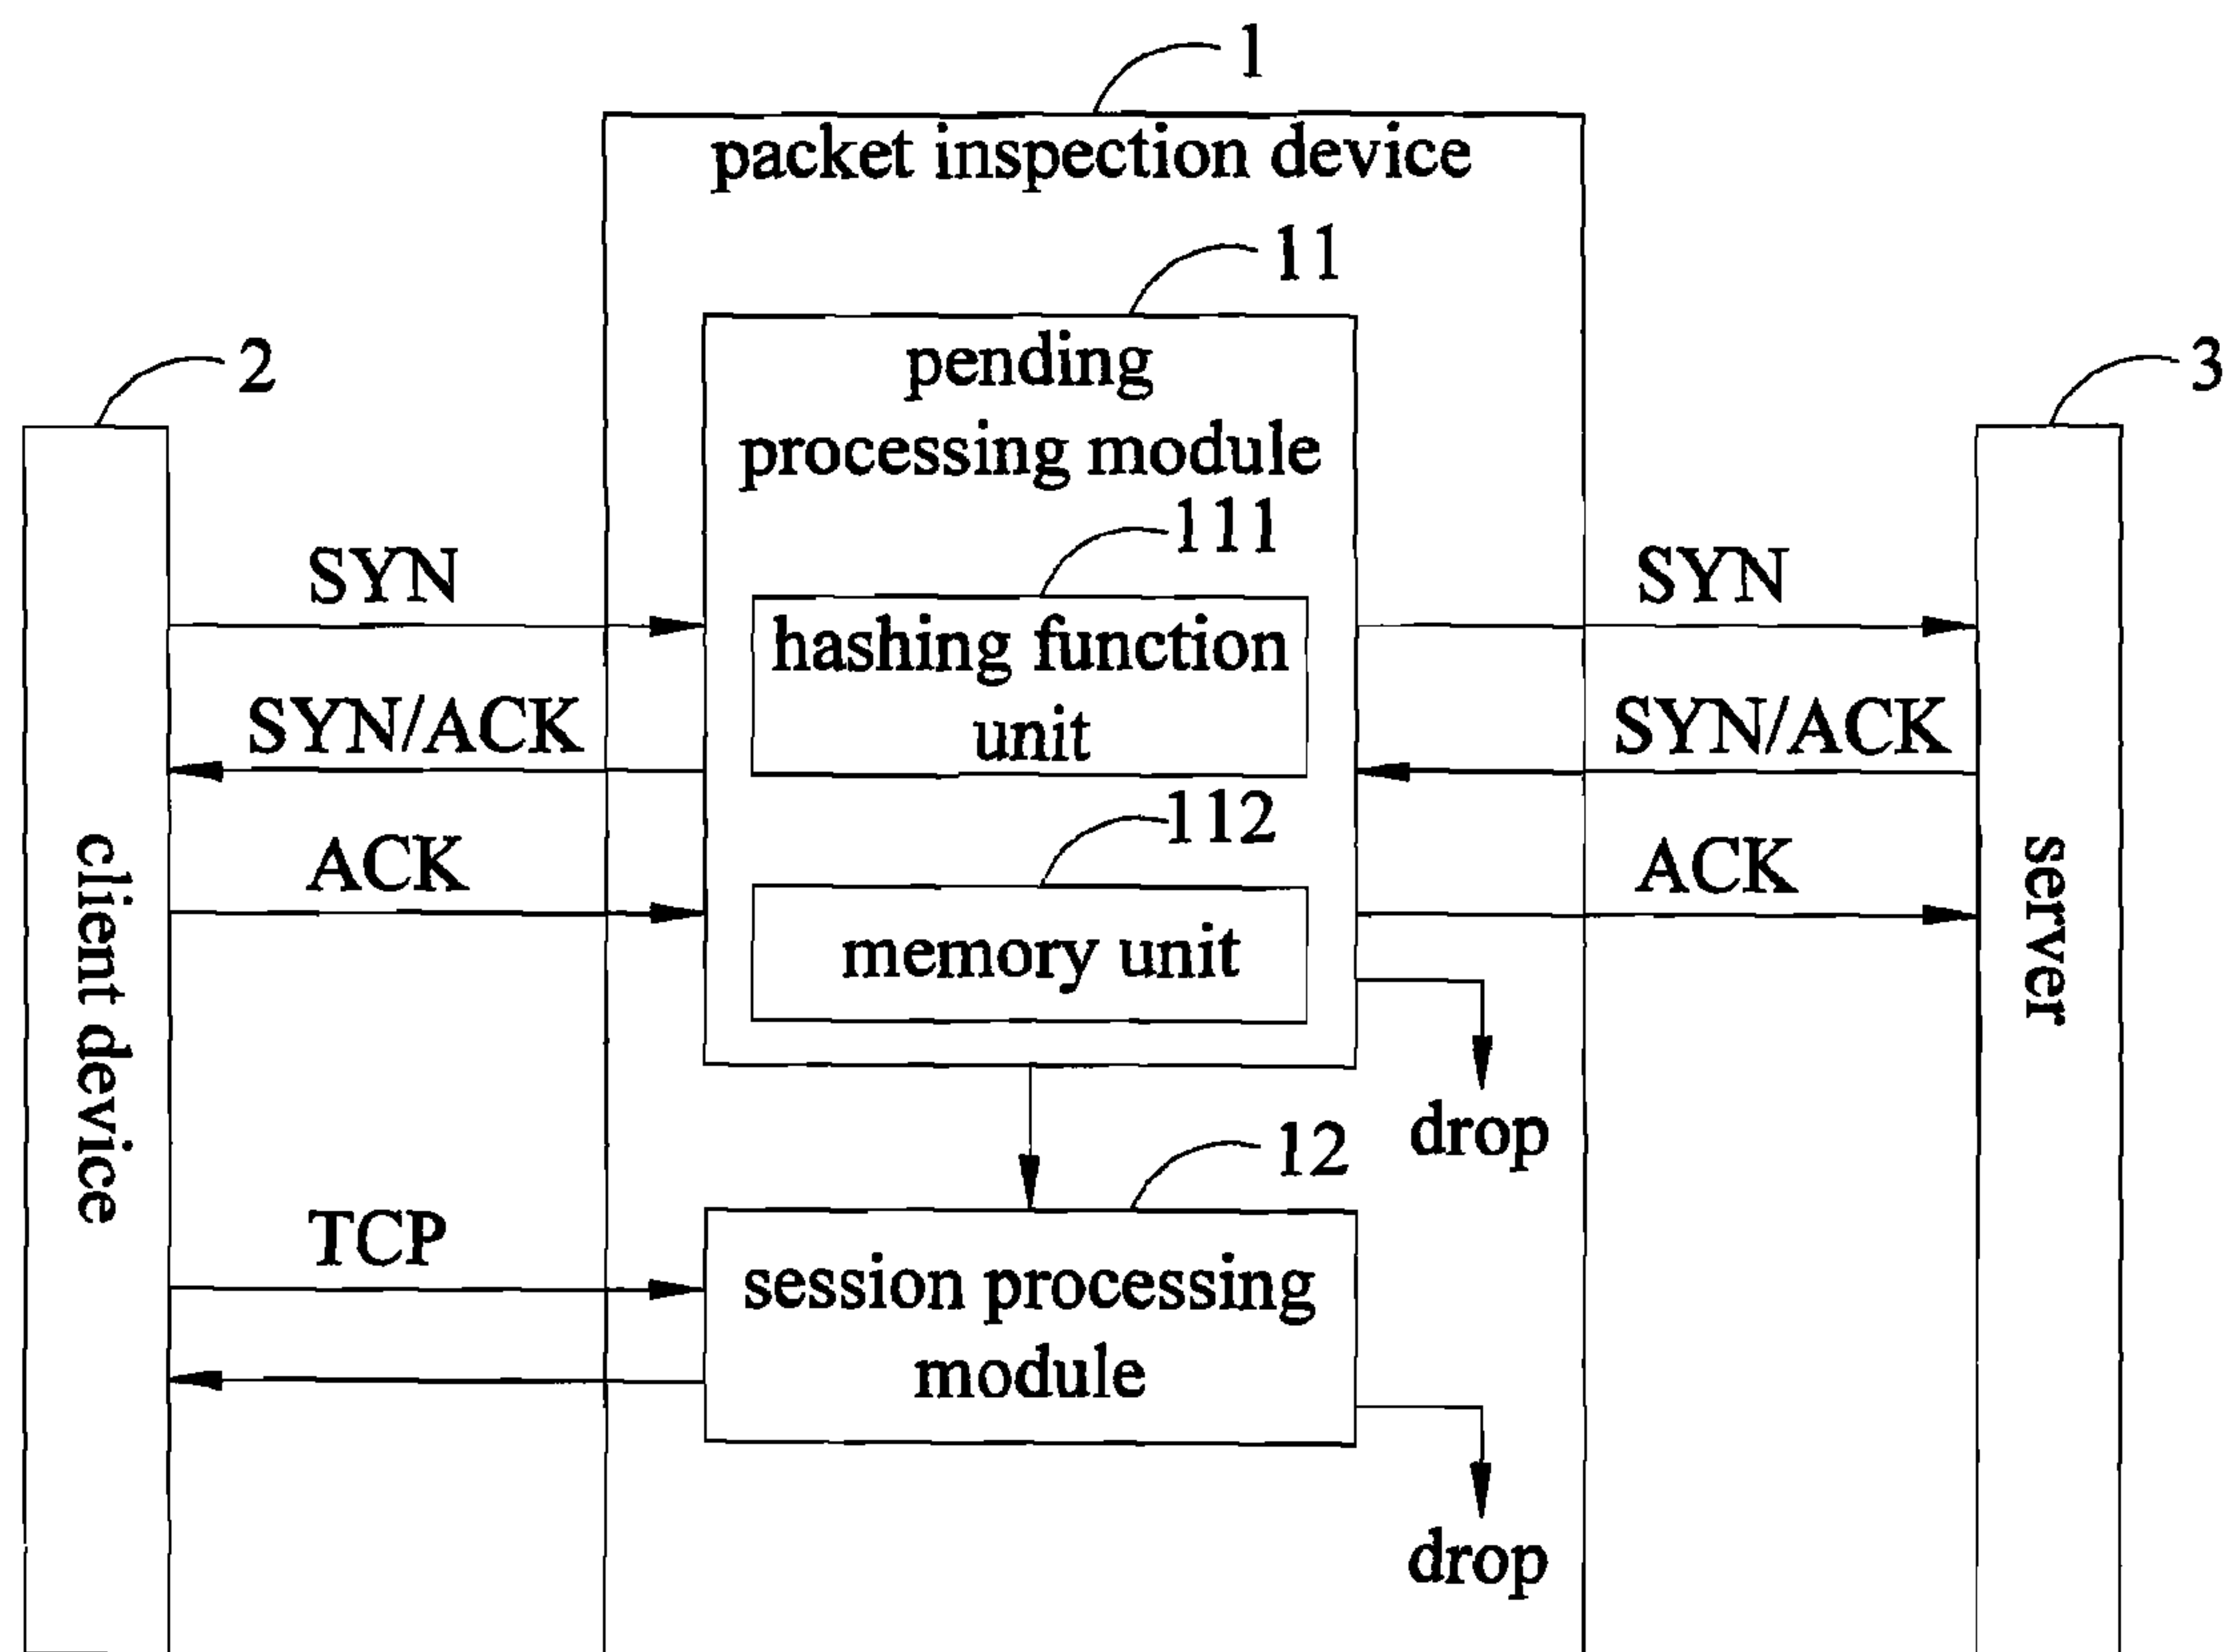 1
packet inspection device
11
pending
processing module
2
3
111
SYN
SYN
hashing function
unit
SYN/ACK
SYN/ACK
112
ACK
ACK
memory unit
client device
server
drop
12
TCP
session processing
module
drop